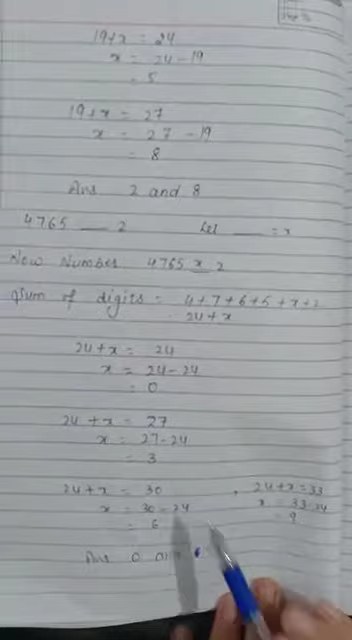 19+x = 24
x = 24-19
= 5
19+x = 27
x = 27-19
= 8
Ans 2 and 8
4765 __ 2 Let __ = x
New Number 4765 x 2
Sum of digits = 4+7+6+5+x+2
= 24+x
24+x = 24
x = 24-24
= 0
24+x = 27
x = 27-24
= 3
24+x = 30
x = 30-24
= 6
24+x = 33
x = 33-24
= 9
Ans 0 and